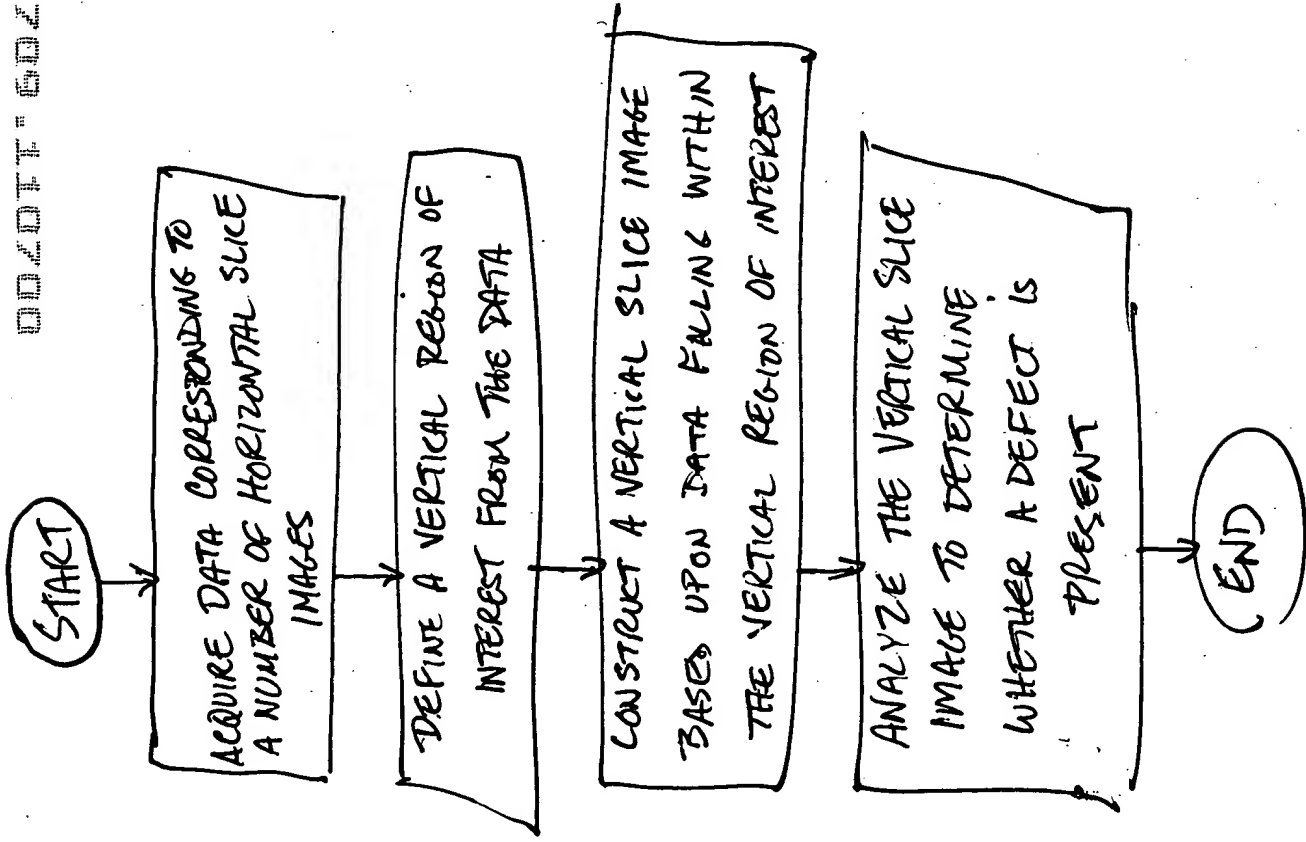 START
ACQUIRE DATA CORRESPONDING TO
A NUMBER OF HORIZONTAL SLICE
IMAGES
DEFINE A VERTICAL REGION OF
INTEREST FROM THE DATA
CONSTRUCT A VERTICAL SLICE IMAGE
BASED UPON DATA FALLING WITHIN
THE VERTICAL REGION OF INTEREST
ANALYZE THE VERTICAL SLICE
IMAGE TO DETERMINE
WHETHER A DEFECT IS
PRESENT
END